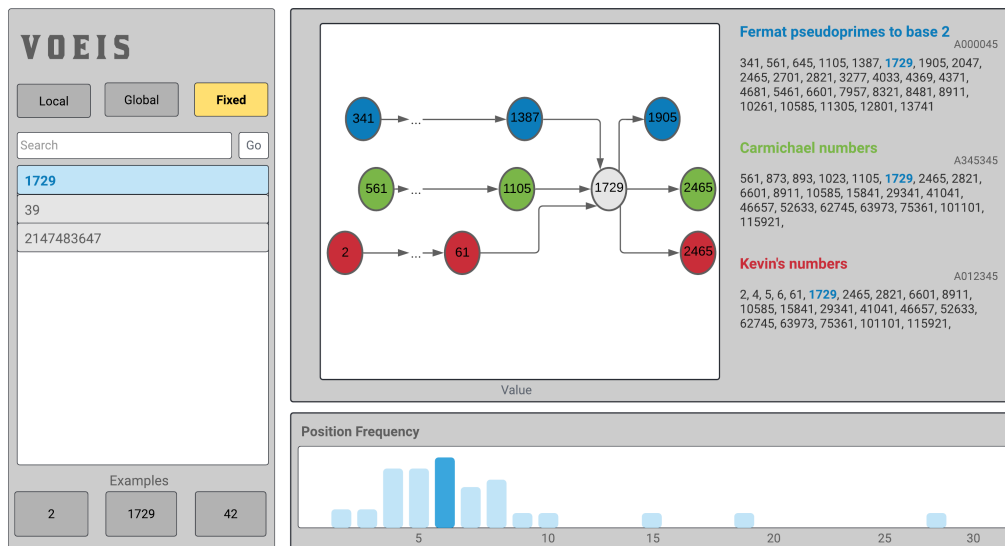 VOEIS
Local
Global
Fixed
Search
Go
1729
39
2147483647
Examples
2
1729
42
341
...
1387
1905
561
...
1105
1729
2465
2
...
61
2465
Value
Fermat pseudoprimes to base 2
A000045
341, 561, 645, 1105, 1387, 1729, 1905, 2047,
2465, 2701, 2821, 3277, 4033, 4369, 4371,
4681, 5461, 6601, 7957, 8321, 8481, 8911,
10261, 10585, 11305, 12801, 13741
Carmichael numbers
A345345
561, 873, 893, 1023, 1105, 1729, 2465, 2821,
6601, 8911, 10585, 15841, 29341, 41041,
46657, 52633, 62745, 63973, 75361, 101101,
115921,
Kevin's numbers
A012345
2, 4, 5, 6, 61, 1729, 2465, 2821, 6601, 8911,
10585, 15841, 29341, 41041, 46657, 52633,
62745, 63973, 75361, 101101, 115921,
Position Frequency
5
10
15
20
25
30